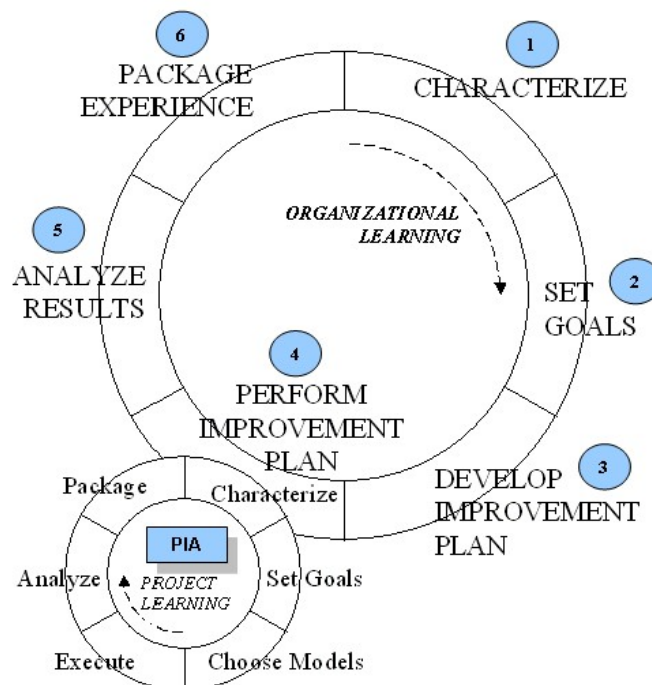 6
PACKAGE
EXPERIENCE
1
CHARACTERIZE
ORGANIZATIONAL
LEARNING
2
SET
GOALS
5
ANALYZE
RESULTS
4
PERFORM
IMPROVEMENT
PLAN
3
DEVELOP
IMPROVEMENT
PLAN
Package
Characterize
PIA
Analyze
PROJECT
LEARNING
Set Goals
Execute
Choose Models